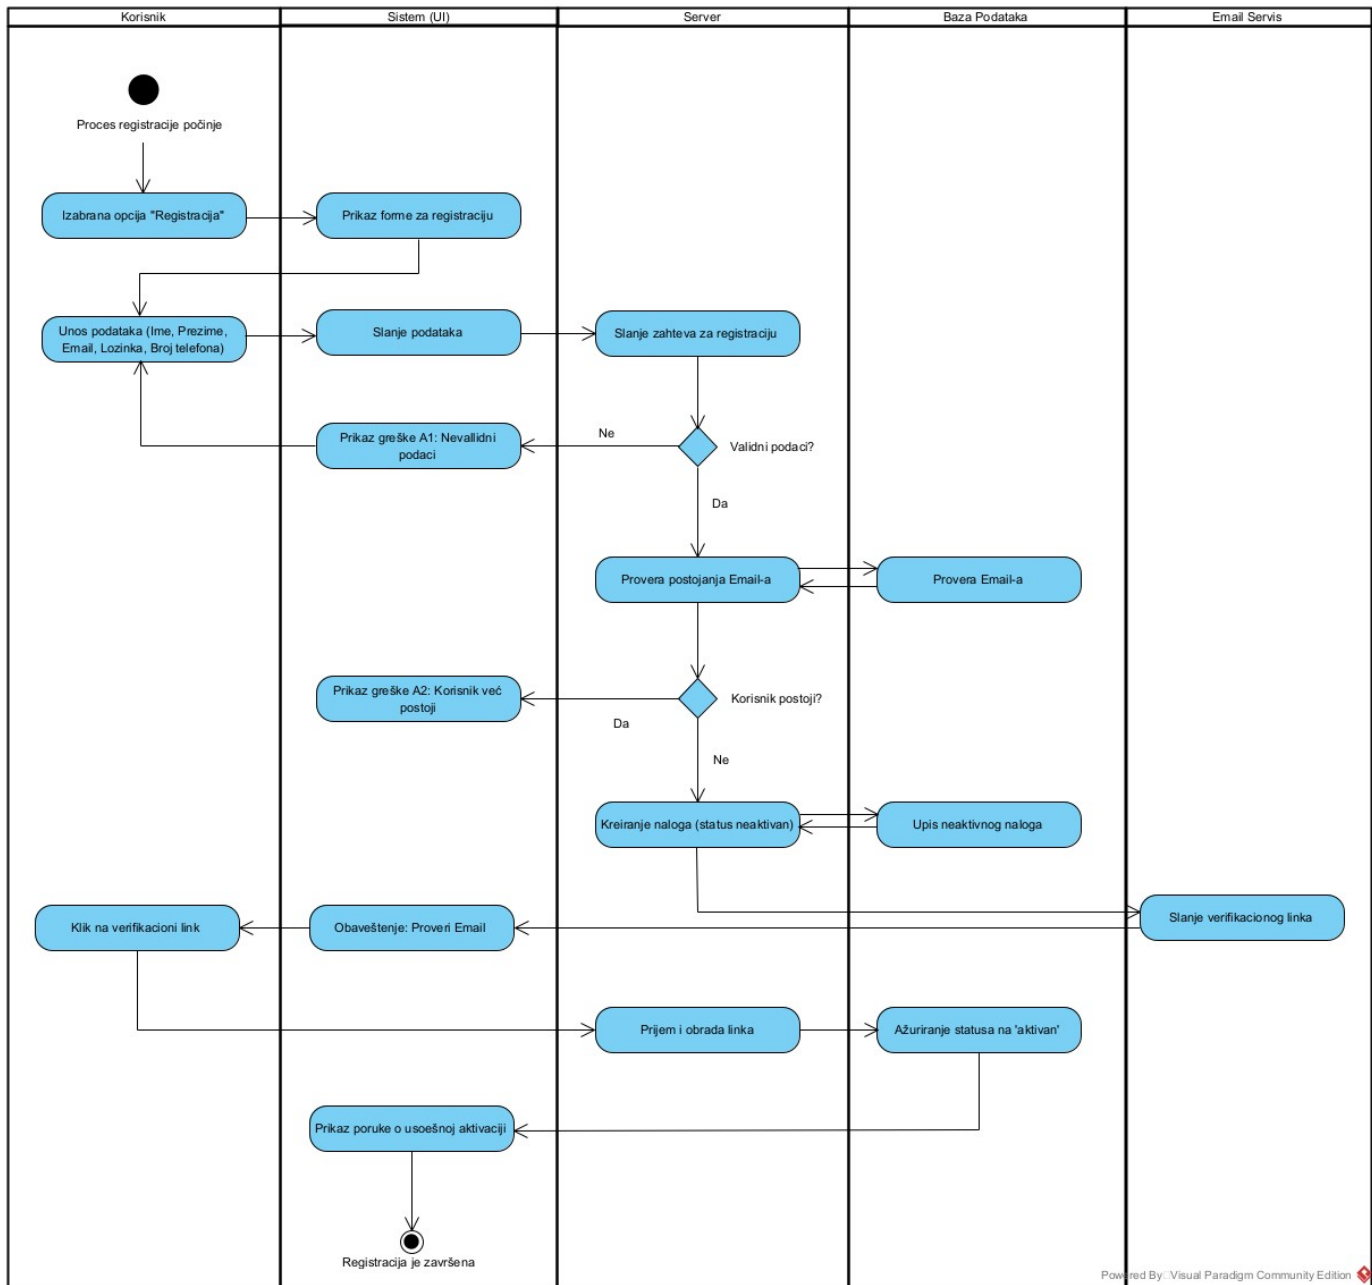 Korisnik
Sistem (UI)
Server
Baza Podataka
Email Servis
Proces registracije počinje
Izabrana opcija "Registracija"
Prikaz forme za registraciju
Unos podataka (Ime, Prezime,
Email, Lozinka, Broj telefona)
Slanje podataka
Slanje zahteva za registraciju
Prikaz greške A1: Nevallidni
podaci
Ne
Validni podaci?
Da
Provera postojanja Email-a
Provera Email-a
Prikaz greške A2: Korisnik već
postoji
Da
Korisnik postoji?
Ne
Kreiranje naloga (status neaktivan)
Upis neaktivnog naloga
Klik na verifikacioni link
Obaveštenje: Proveri Email
Slanje verifikacionog linka
Prijem i obrada linka
Ažuriranje statusa na 'aktivan'
Prikaz poruke o usoešnoj aktivaciji
Registracija je završena
Powered By Visual Paradigm Community Edition